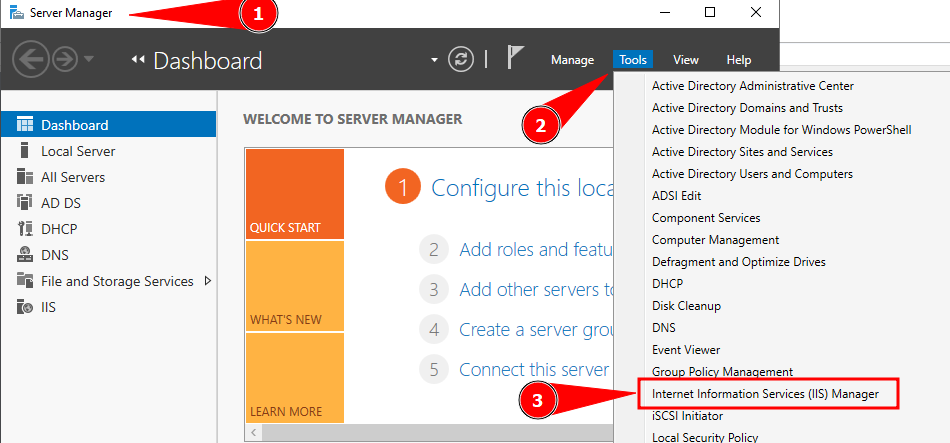 Server Manager
1
Dashboard
Manage
Tools
View
Help
2
Dashboard
Local Server
All Servers
AD DS
DHCP
DNS
File and Storage Services
IIS
WELCOME TO SERVER MANAGER
QUICK START
WHAT'S NEW
LEARN MORE
1 Configure this loca
2 Add roles and featu
3 Add other servers to
4 Create a server grou
5 Connect this server
Active Directory Administrative Center
Active Directory Domains and Trusts
Active Directory Module for Windows PowerShell
Active Directory Sites and Services
Active Directory Users and Computers
ADSI Edit
Component Services
Computer Management
Defragment and Optimize Drives
DHCP
Disk Cleanup
DNS
Event Viewer
Group Policy Management
3
Internet Information Services (IIS) Manager
iSCSI Initiator
Local Security Policy